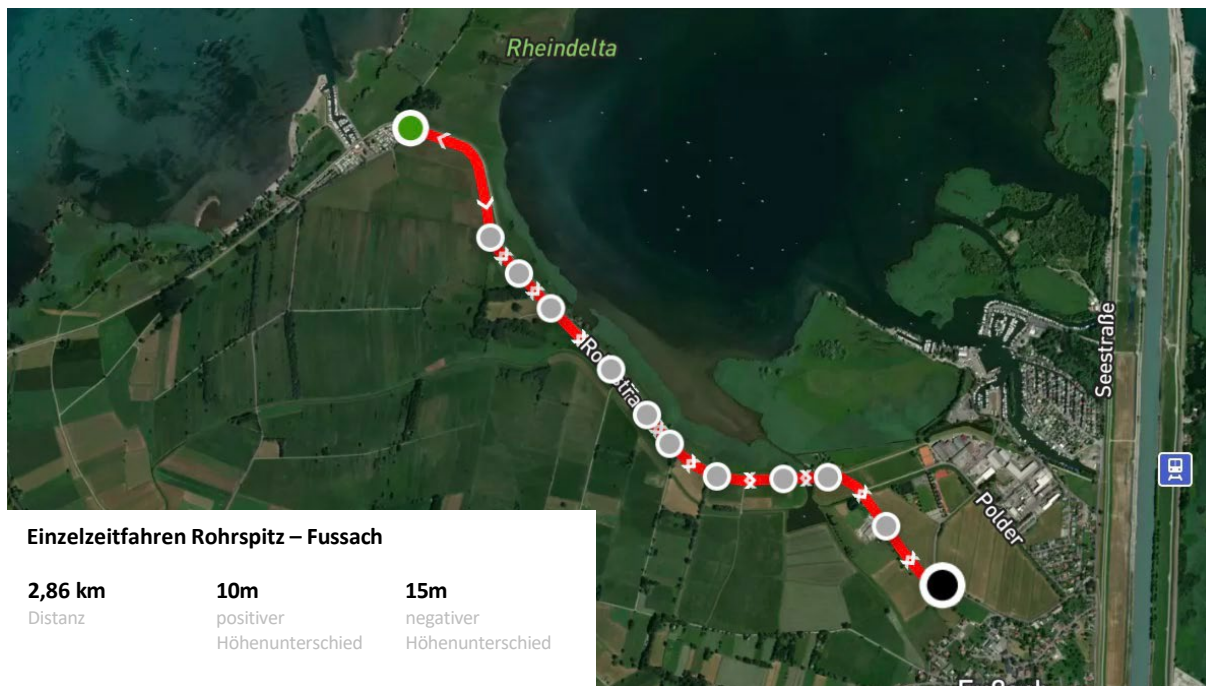 Rheindelta
Seestraße
Polder
Einzelzeitfahren Rohrspitz – Fussach
2,86 km
10m
15m
Distanz
positiver
negativer
Höhenunterschied
Höhenunterschied